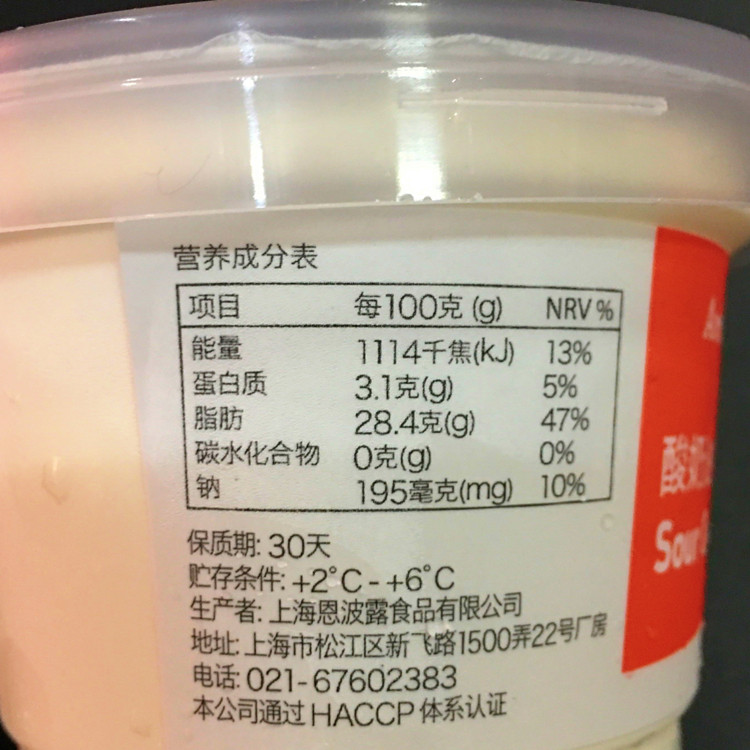 营养成分表
项目 每100克 (g) NRV %
能量 1114千焦(kJ) 13%
蛋白质 3.1克(g) 5%
脂肪 28.4克(g) 47%
碳水化合物 0克(g) 0%
钠 195毫克(mg) 10%
保质期: 30天
贮存条件: +2°C - +6°C
生产者: 上海恩波露食品有限公司
地址: 上海市松江区新飞路1500弄22号厂房
电话: 021-67602383
本公司通过 HACCP 体系认证
酸奶
Sour